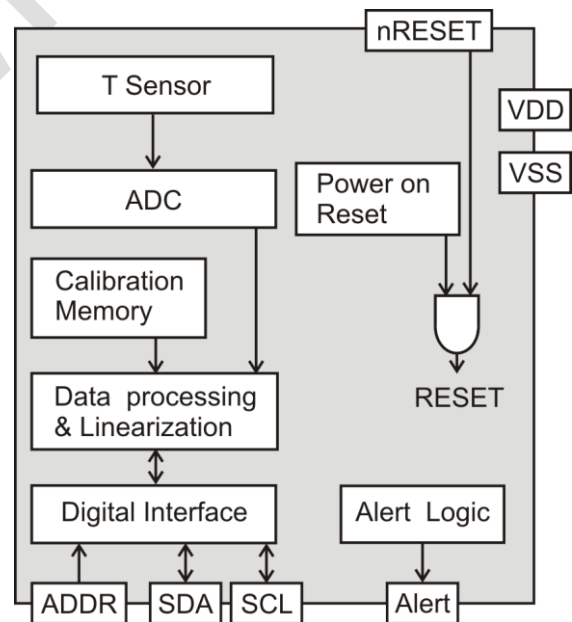 nRESET
T Sensor
VDD
VSS
ADC
Power on
Reset
Calibration
Memory
Data processing
& Linearization
RESET
Digital Interface
Alert Logic
ADDR
SDA
SCL
Alert